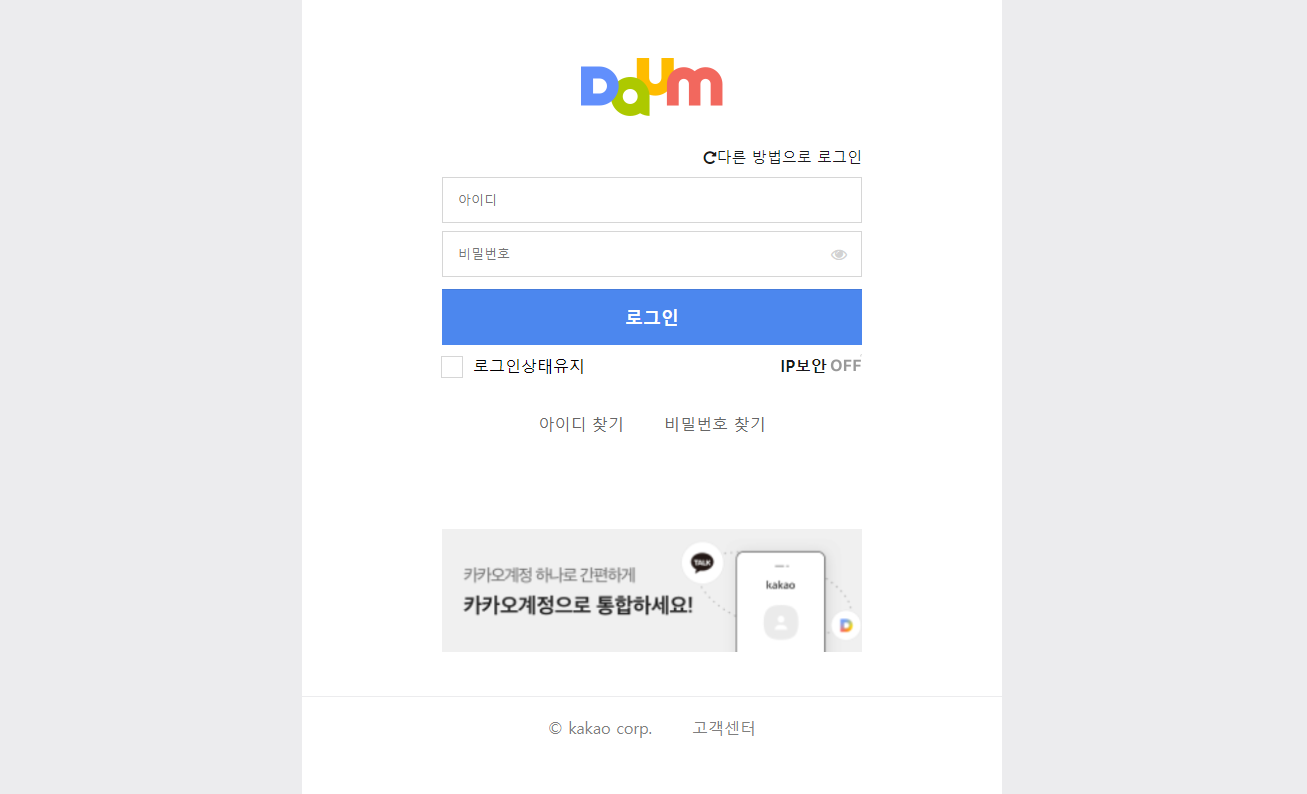 Daum
다른 방법으로 로그인
아이디
비밀번호
로그인
로그인상태유지 IP보안 OFF
아이디 찾기 비밀번호 찾기
카카오계정 하나로 간편하게
카카오계정으로 통합하세요!
TALK
kakao
D
© kakao corp. 고객센터